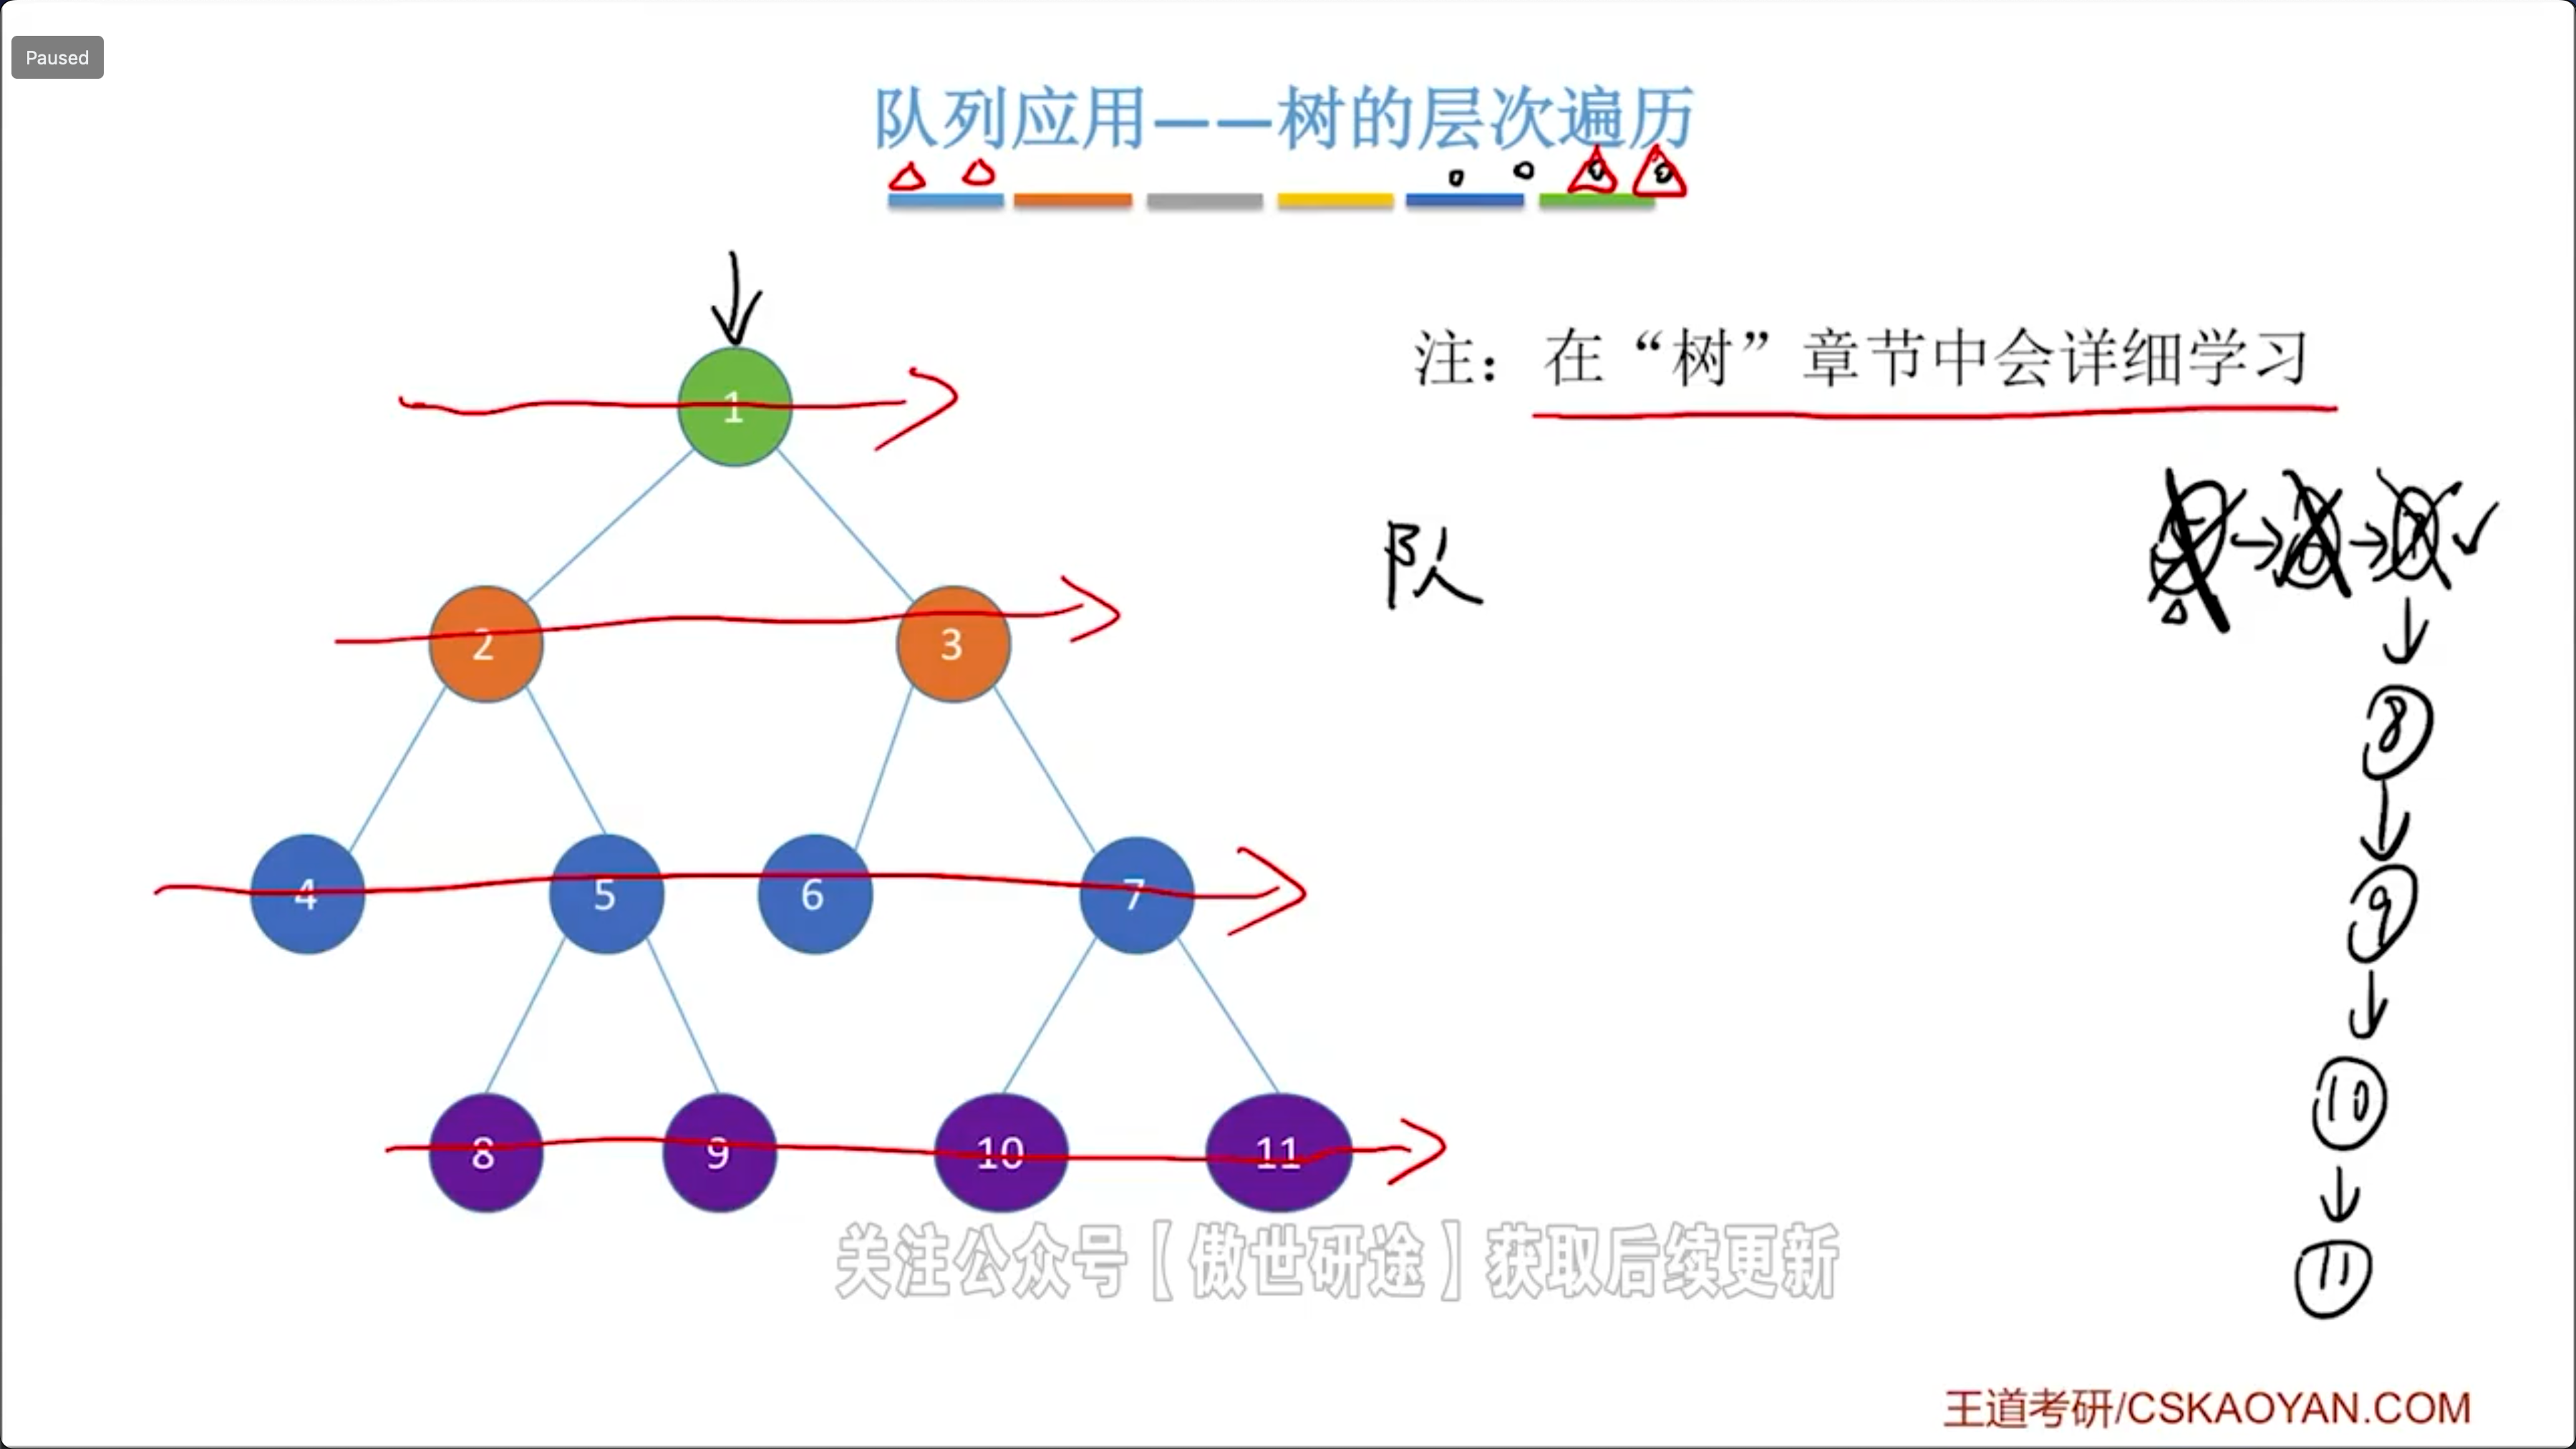 Paused
队列应用——树的层次遍历
注：在“树”章节中会详细学习
队
1
2 3
4 5 6 7
8 9 10 11
8
9
10
11
关注公众号【傲世研途】获取后续更新
王道考研/CSKAOYAN.COM